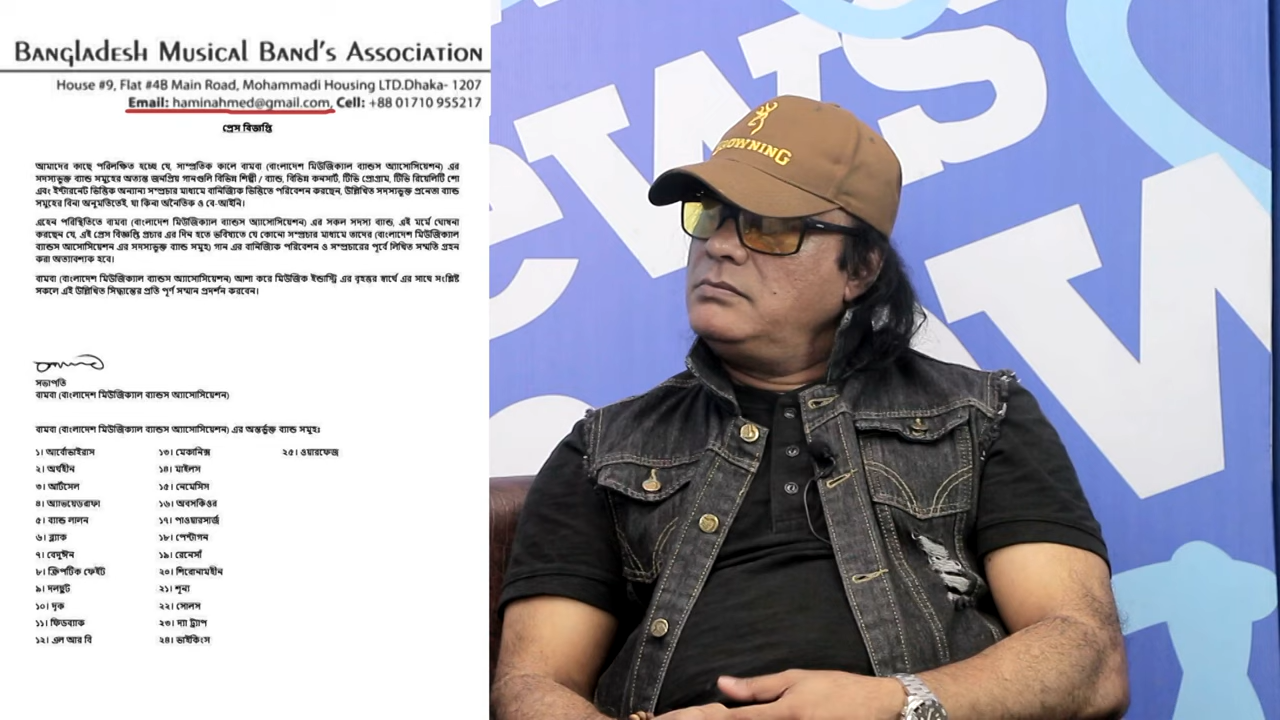 Bangladesh Musical Band's Association
House #9, Flat #4B Main Road, Mohammadi Housing LTD.Dhaka- 1207
Email: haminahmed@gmail.com, Cell: +88 01710 955217
প্রেস বিজ্ঞপ্তি
আমাদের কাছে পরিলক্ষিত হচ্ছে যে, সাম্প্রতিক কালে বামবা (বাংলাদেশ মিউজিক্যাল ব্যান্ডস অ্যাসোসিয়েশন) এর
সদস্যভুক্ত ব্যান্ড সমূহের অত্যন্ত জনপ্রিয় গানগুলি বিভিন্ন শিল্পী / ব্যান্ড, বিভিন্ন কনসার্ট, টিভি প্রোগ্রাম, টিভি রিয়েলিটি শো
এবং ইন্টারনেট ভিত্তিক অন্যান্য সম্প্রচার মাধ্যমে বানিজ্যিক ভিত্তিতে পরিবেশন করছেন, উল্লিখিত সদস্যভুক্ত প্রনেতা ব্যান্ড
সমূহের বিনা অনুমতিতেই, যা কিনা অনৈতিক ও বে-আইনি।
এহেন পরিস্থিতিতে বামবা (বাংলাদেশ মিউজিক্যাল ব্যান্ডস অ্যাসোসিয়েশন) এর সকল সদস্য ব্যান্ড, এই মর্মে ঘোষনা
করছেন যে, এই প্রেস বিজ্ঞপ্তি প্রচার এর দিন হতে ভবিষ্যতে যে কোনো সম্প্রচার মাধ্যমে তাদের (বাংলাদেশ মিউজিক্যাল
ব্যান্ডস অ্যাসোসিয়েশন এর সদস্যভুক্ত ব্যান্ড সমূহ) গান এর বানিজ্যিক পরিবেশন ও সম্প্রচারের পূর্বে লিখিত সম্মতি গ্রহন
করা অত্যাবশ্যক হবে।
বামবা (বাংলাদেশ মিউজিক্যাল ব্যান্ডস অ্যাসোসিয়েশন) আশা করে মিউজিক ইন্ডাস্ট্রি এর বৃহত্তর স্বার্থে এর সাথে সংশ্লিষ্ট
সকলে এই উল্লিখিত সিদ্ধান্তের প্রতি পূর্ণ সম্মান প্রদর্শন করবেন।
সভাপতি
বামবা (বাংলাদেশ মিউজিক্যাল ব্যান্ডস অ্যাসোসিয়েশন)
বামবা (বাংলাদেশ মিউজিক্যাল ব্যান্ডস অ্যাসোসিয়েশন) এর অন্তর্ভুক্ত ব্যান্ড সমূহঃ
১। আর্বোভাইরাস
২। অর্থহীন
৩। আর্টসেল
৪। অ্যাভয়েডরাফা
৫। ব্যান্ড লালন
৬। ব্ল্যাক
৭। বেদুঈন
৮। ক্রিপটিক ফেইট
৯। দলছুট
১০। দৃক
১১। ফিডব্যাক
১২। এল আর বি
১৩। মেকানিক্স
১৪। মাইলস
১৫। নেমেসিস
১৬। অবসকিওর
১৭। পাওয়ারসার্জ
১৮। পেন্টাগন
১৯। রেনেসাঁ
২০। শিরোনামহীন
২১। শূন্য
২২। সোলস
২৩। দ্যা ট্র্যাপ
২৪। ভাইকিংস
২৫। ওয়ারফেজ
BROWNING
NEWS